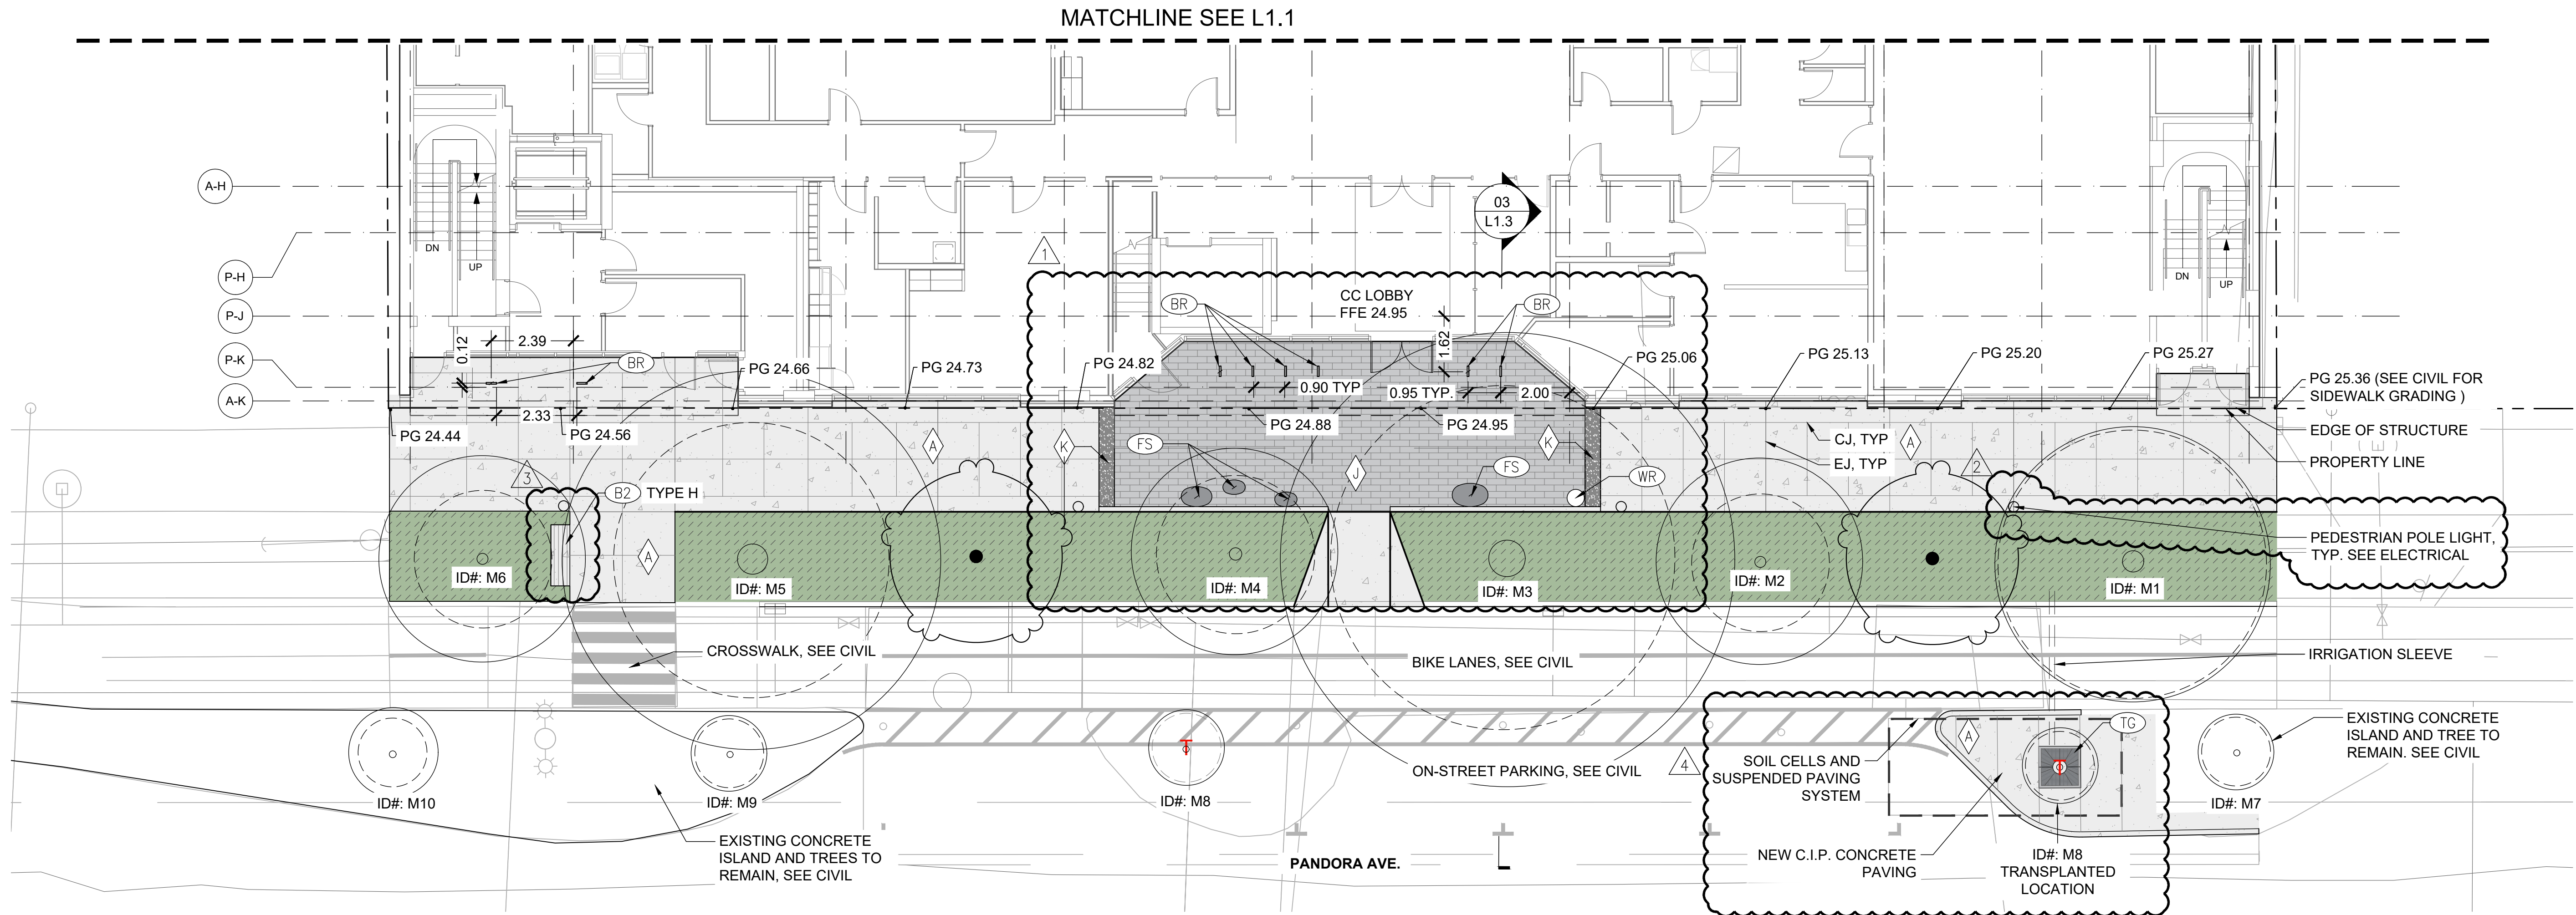 MATCHLINE SEE L1.1
A-H
P-H
P-J
P-K
A-K
DN
UP
03
L1.3
DN
UP
1
BR
CC LOBBY
FFE 24.95
BR
1.62
0.12
2.39
BR
PG 24.66
PG 24.73
PG 24.82
0.90 TYP
0.95 TYP.
2.00
PG 25.06
PG 25.13
PG 25.20
PG 25.27
PG 25.36 (SEE CIVIL FOR
SIDEWALK GRADING )
EDGE OF STRUCTURE
PROPERTY LINE
PG 24.44
2.33
PG 24.56
PG 24.88
PG 24.95
A
K
FS
J
FS
K
WR
CJ, TYP
EJ, TYP
A
2
3
B2
TYPE H
A
PEDESTRIAN POLE LIGHT,
TYP. SEE ELECTRICAL
ID#: M6
ID#: M5
ID#: M4
ID#: M3
ID#: M2
ID#: M1
CROSSWALK, SEE CIVIL
BIKE LANES, SEE CIVIL
IRRIGATION SLEEVE
ID#: M10
ID#: M9
ID#: M8
ON-STREET PARKING, SEE CIVIL
4
SOIL CELLS AND
SUSPENDED PAVING
SYSTEM
A
TG
ID#: M7
EXISTING CONCRETE
ISLAND AND TREE TO
REMAIN. SEE CIVIL
EXISTING CONCRETE
ISLAND AND TREES TO
REMAIN, SEE CIVIL
PANDORA AVE.
NEW C.I.P. CONCRETE
PAVING
ID#: M8
TRANSPLANTED
LOCATION